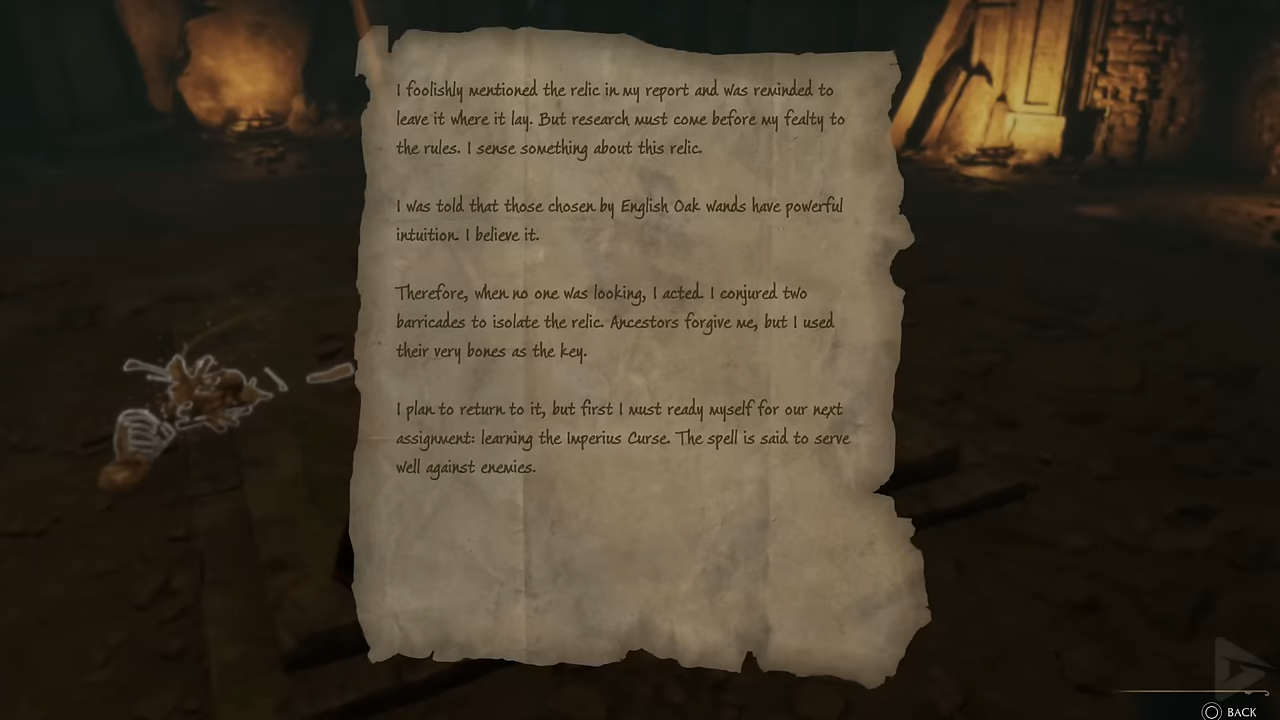 I foolishly mentioned the relic in my report and was reminded to
leave it where it lay. But research must come before my fealty to
the rules. I sense something about this relic.
I was told that those chosen by English Oak wands have powerful
intuition. I believe it.
Therefore, when no one was looking, I acted. I conjured two
barricades to isolate the relic. Ancestors forgive me, but I used
their very bones as the key.
I plan to return to it, but first I must ready myself for our next
assignment: learning the Imperius Curse. The spell is said to serve
well against enemies.
BACK